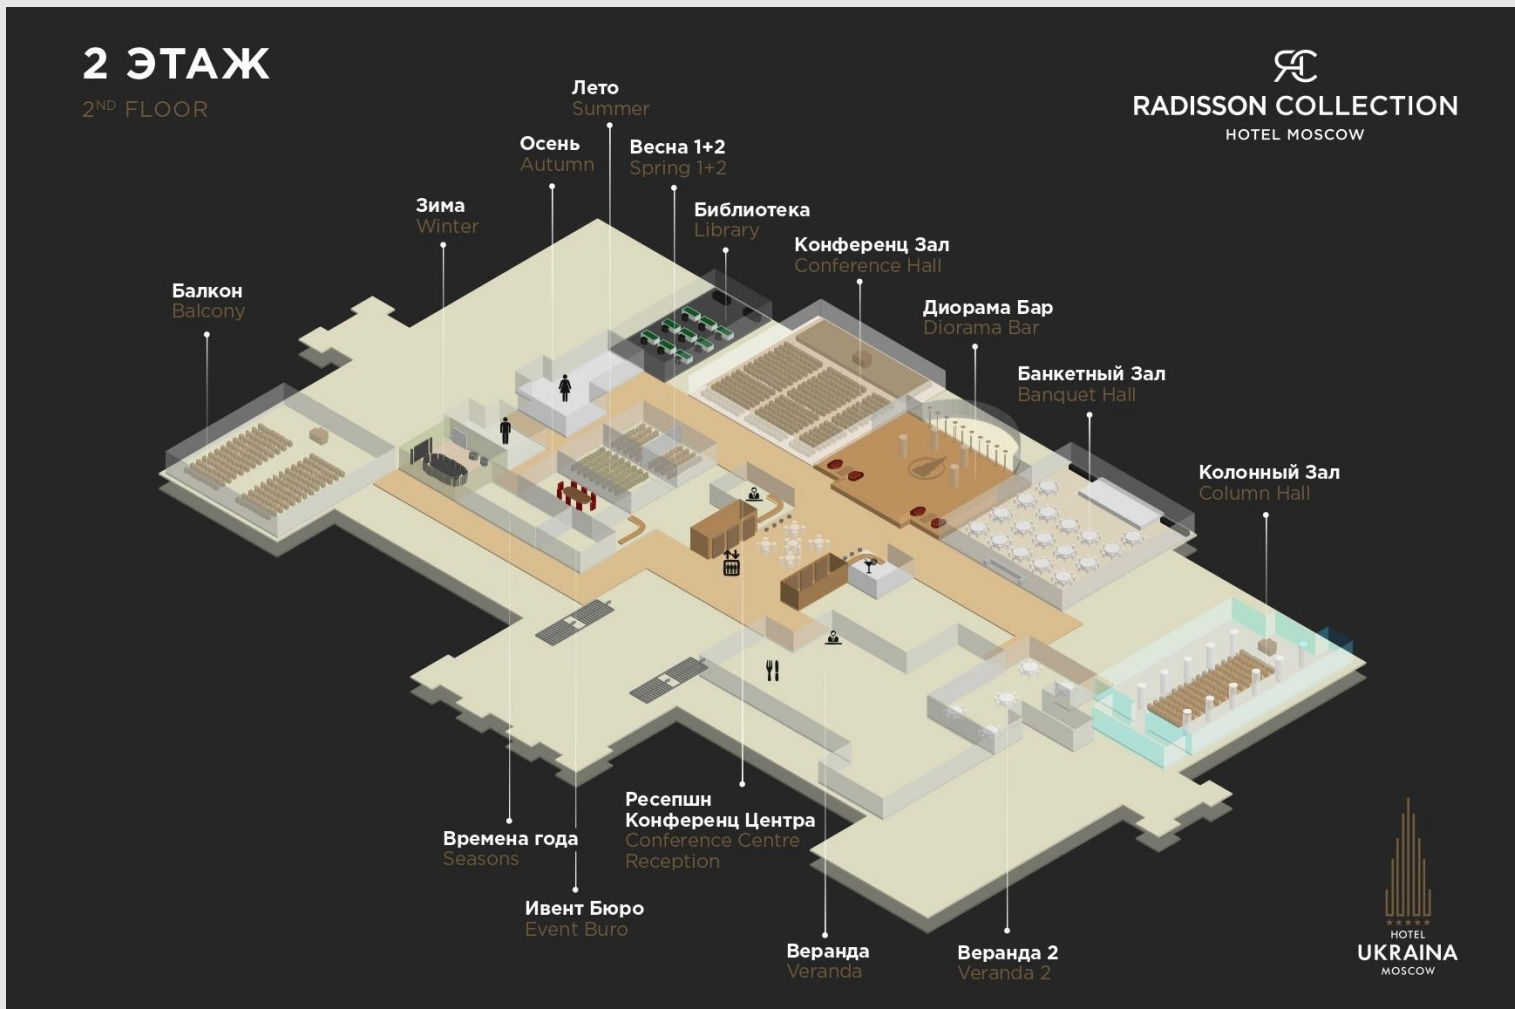 2 ЭТАЖ
2ND FLOOR
RADISSON COLLECTION
HOTEL MOSCOW
Лето
Summer
Осень
Autumn
Весна 1+2
Spring 1+2
Зима
Winter
Библиотека
Library
Конференц Зал
Conference Hall
Балкон
Balcony
Диорама Бар
Diorama Bar
Банкетный Зал
Banquet Hall
Колонный Зал
Column Hall
Ресепшн
Конференц Центра
Conference Centre
Reception
Времена года
Seasons
Ивент Бюро
Event Buro
Веранда
Veranda
Веранда 2
Veranda 2
HOTEL
UKRAINA
MOSCOW